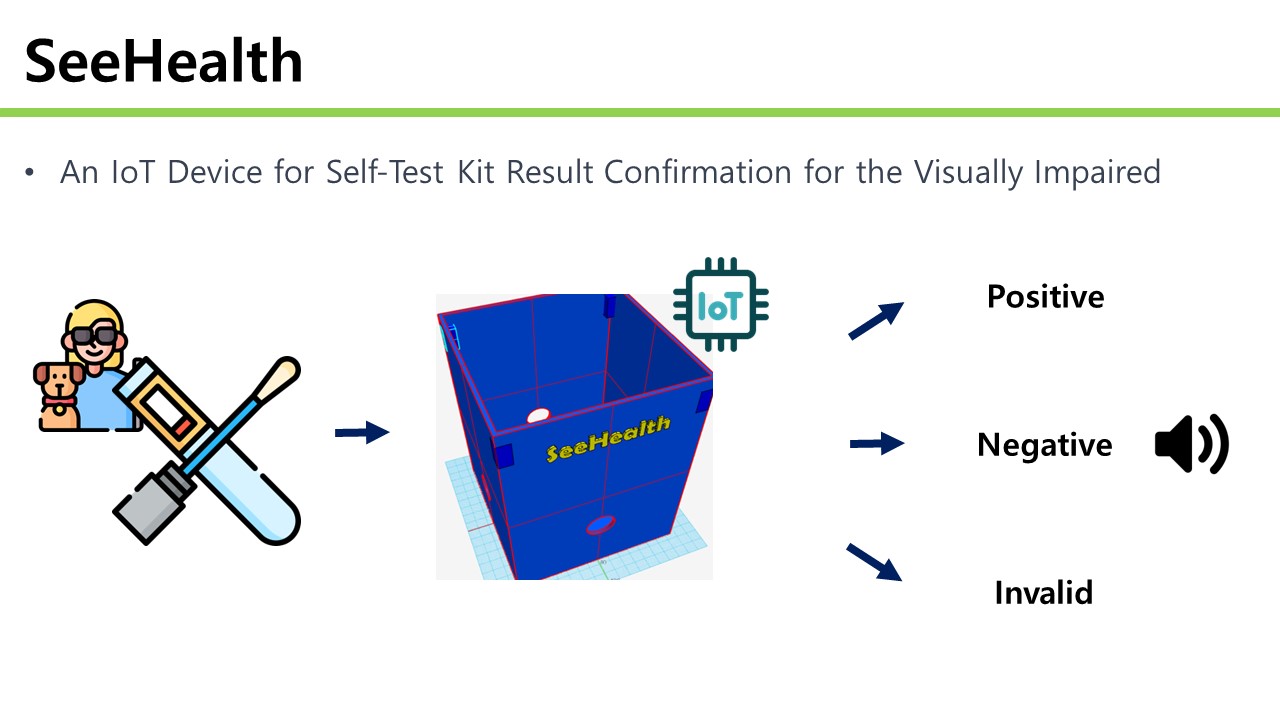 SeeHealth
• An IoT Device for Self-Test Kit Result Confirmation for the Visually Impaired
IoT
SeeHealth
Positive
Negative
Invalid